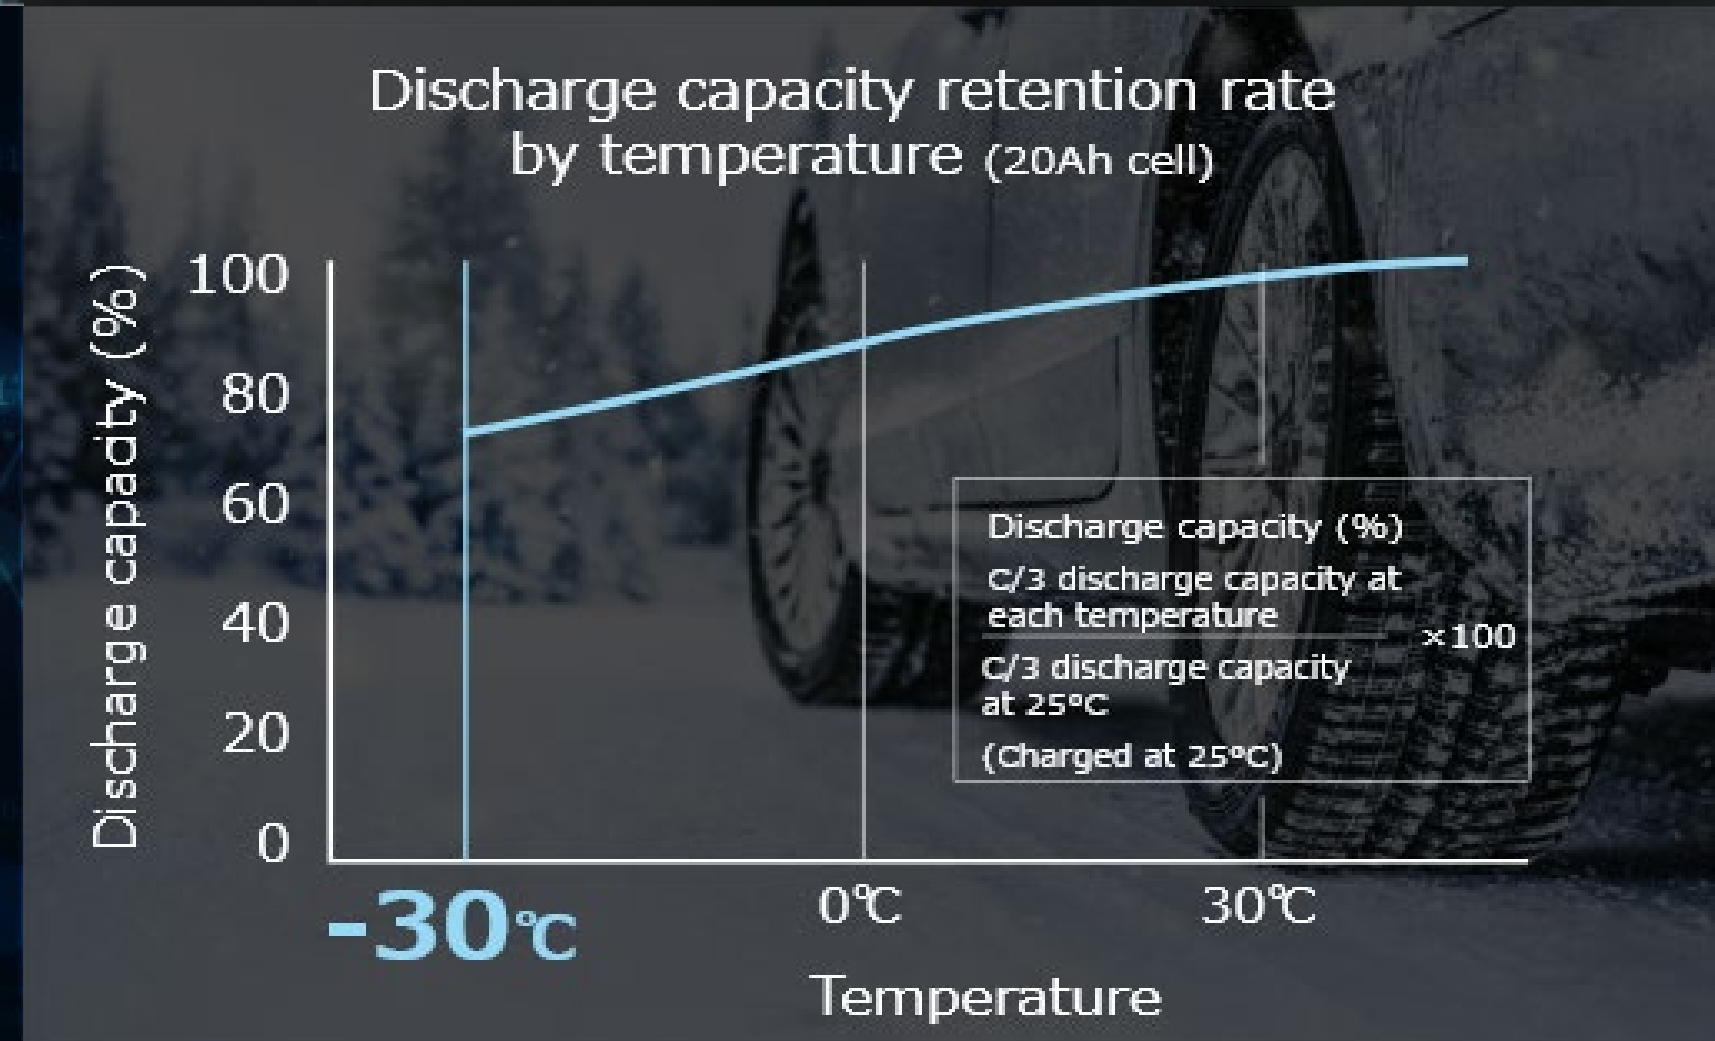 Discharge capacity retention rate
by temperature (20Ah cell)
Discharge capacity (%)
100
80
60
40
20
0
Discharge capacity (%)
C/3 discharge capacity at
each temperature
×100
C/3 discharge capacity
at 25°C
(Charged at 25°C)
-30℃
0℃
30℃
Temperature